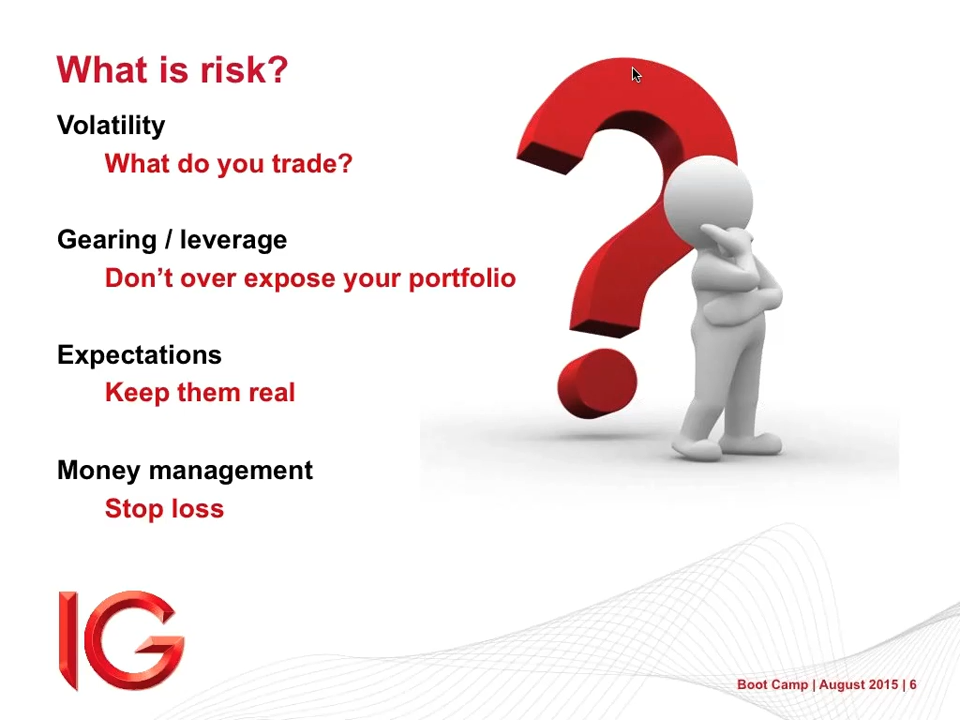 What is risk?
Volatility
What do you trade?
Gearing / leverage
Don’t over expose your portfolio
Expectations
Keep them real
Money management
Stop loss
IG
Boot Camp | August 2015 | 6